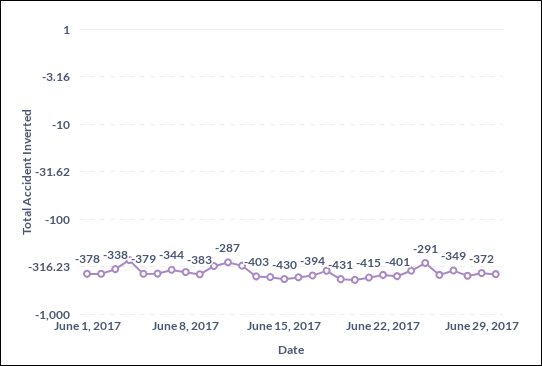 Total Accident Inverted
1
-3.16
-10
-31.62
-100
-316.23
-1,000
-378 -338 -379 -344 -383 -287 -403 -430 -394 -431 -415 -401 -291 -349 -372
June 1, 2017 June 8, 2017 June 15, 2017 June 22, 2017 June 29, 2017
Date